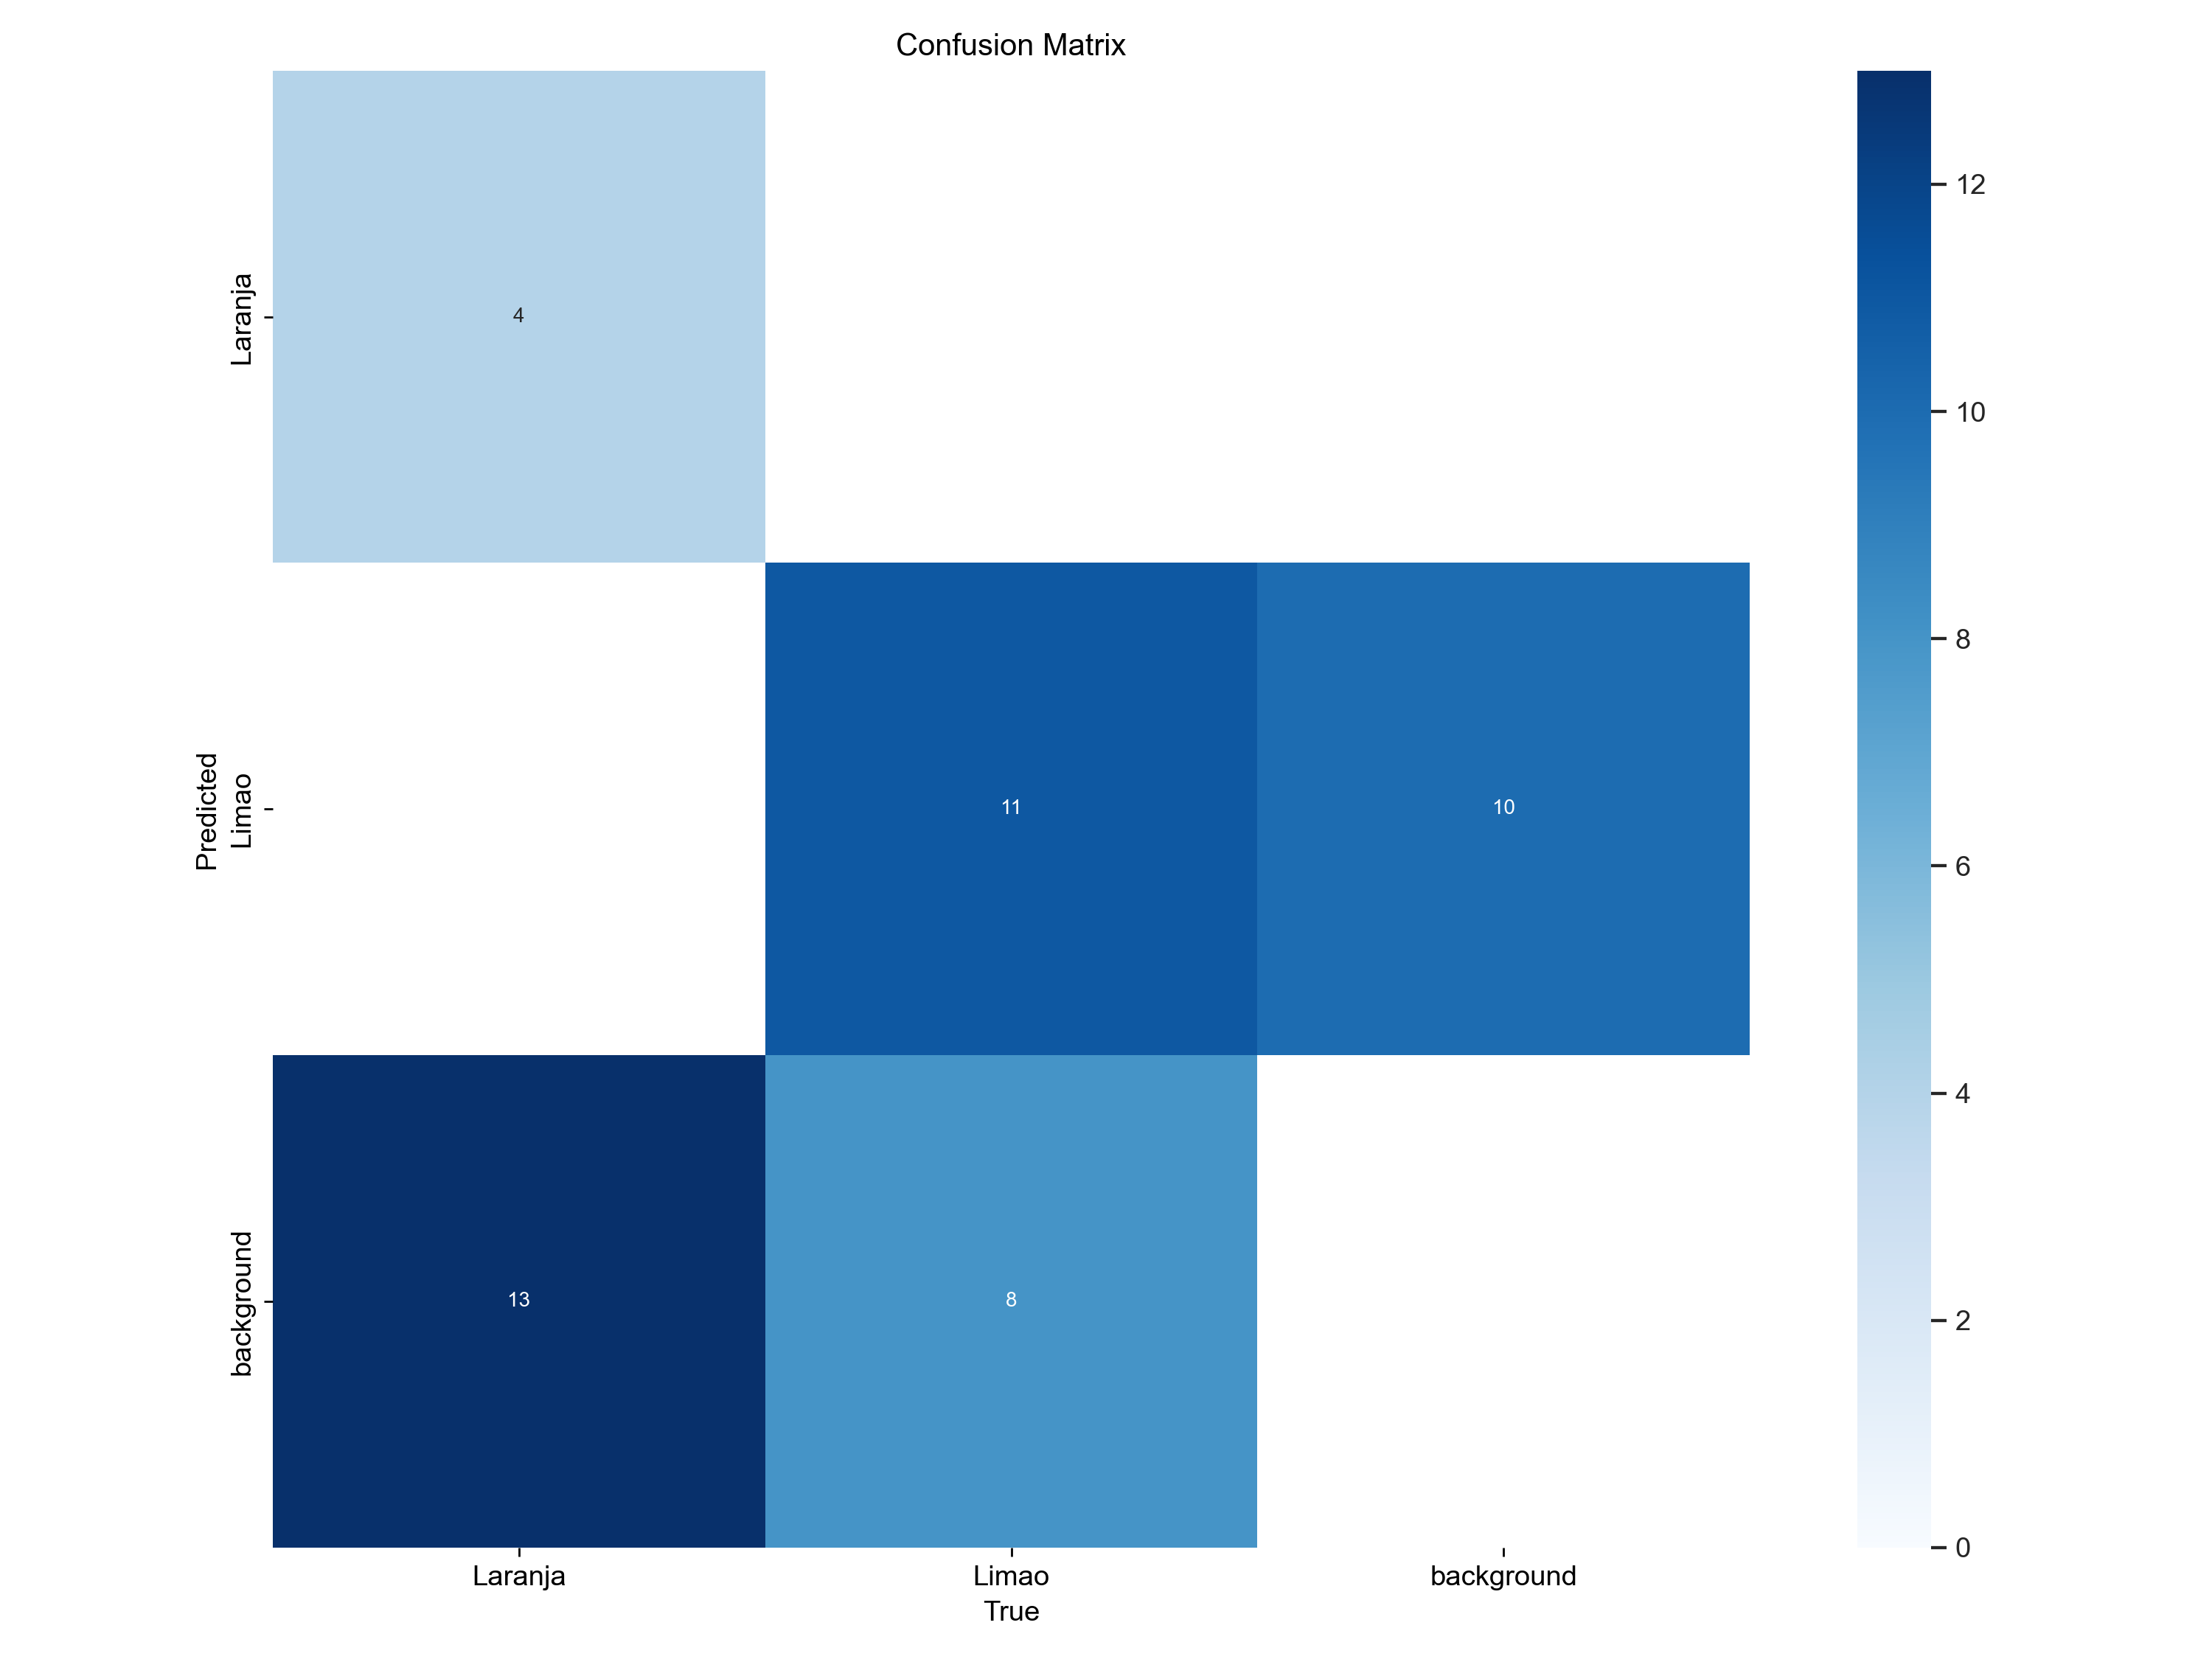 Confusion Matrix
Laranja
4
Predicted
Limao
11
10
background
13
8
Laranja
Limao
background
True
12
10
8
6
4
2
0